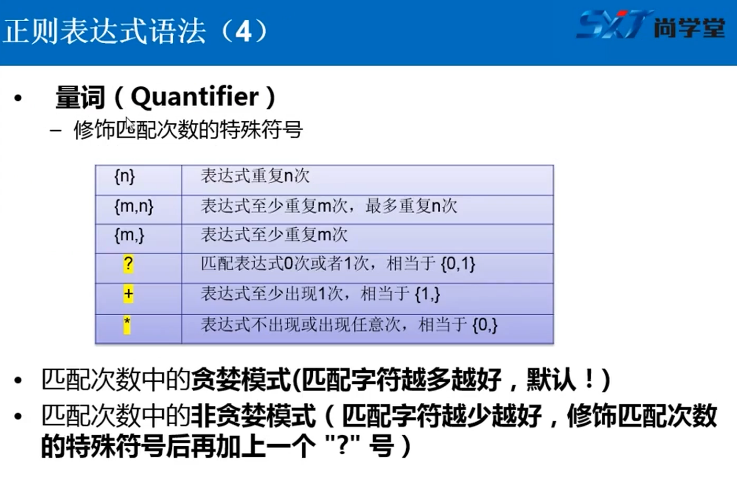 正则表达式语法（4）
SXT 尚学堂
• 量词（Quantifier）
– 修饰匹配次数的特殊符号
{n} 表达式重复n次
{m,n} 表达式至少重复m次，最多重复n次
{m,} 表达式至少重复m次
? 匹配表达式0次或者1次，相当于 {0,1}
+ 表达式至少出现1次，相当于 {1,}
* 表达式不出现或出现任意次，相当于 {0,}
• 匹配次数中的贪婪模式(匹配字符越多越好，默认！)
• 匹配次数中的非贪婪模式（匹配字符越少越好，修饰匹配次数
的特殊符号后再加上一个 "?" 号）